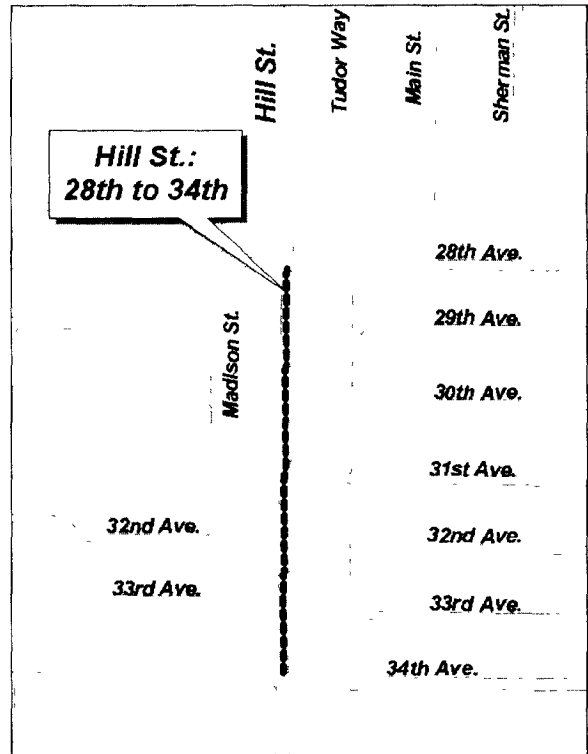 Hill St.
Tudor Way
Main St.
Sherman St.
Hill St.:
28th to 34th
28th Ave.
29th Ave.
Madison St.
30th Ave.
31st Ave.
32nd Ave.
32nd Ave.
33rd Ave.
33rd Ave.
34th Ave.